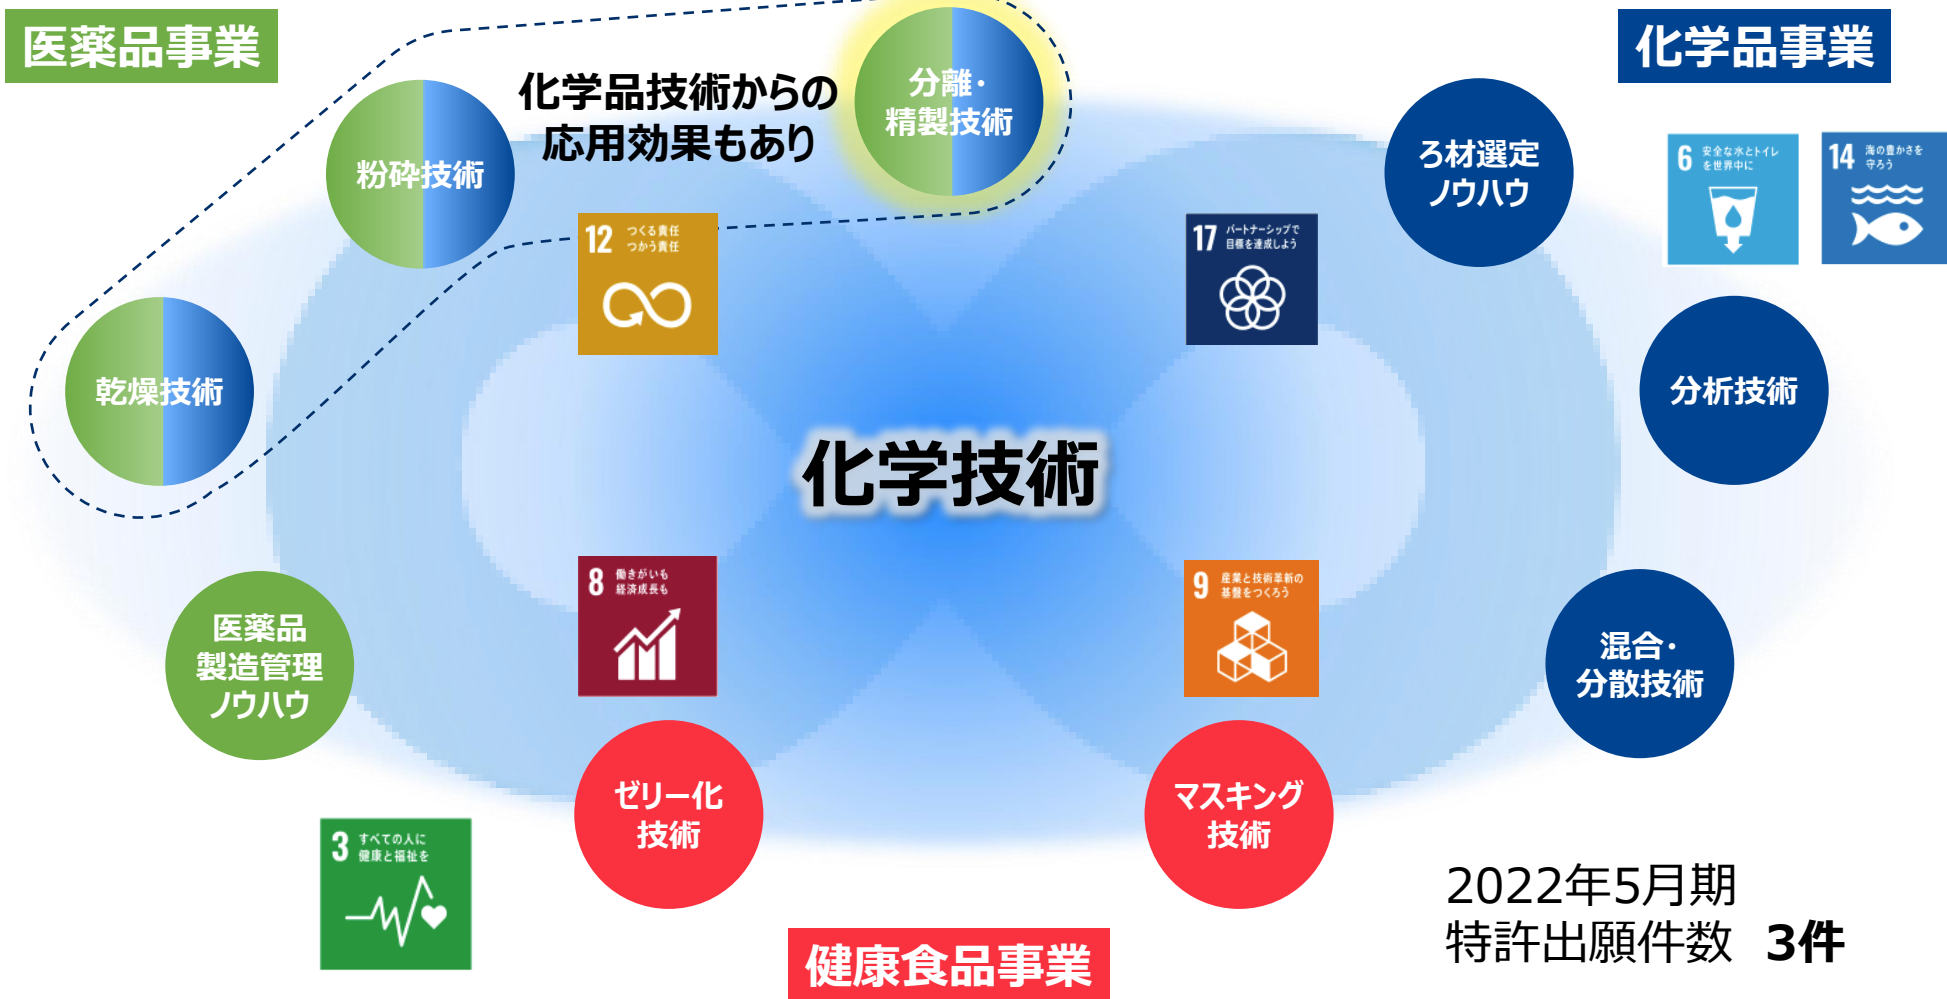 医薬品事業
化学品事業
化学品技術からの
応用効果もあり
分離・
精製技術
粉砕技術
乾燥技術
ろ材選定
ノウハウ
6 安全な水とトイレ
を世界中に
14 海の豊かさを
守ろう
12 つくる責任
つかう責任
17 パートナーシップで
目標を達成しよう
分析技術
化学技術
8 働きがいも
経済成長も
9 産業と技術革新の
基盤をつくろう
医薬品
製造管理
ノウハウ
混合・
分散技術
ゼリー化
技術
マスキング
技術
3 すべての人に
健康と福祉を
健康食品事業
2022年5月期
特許出願件数 3件